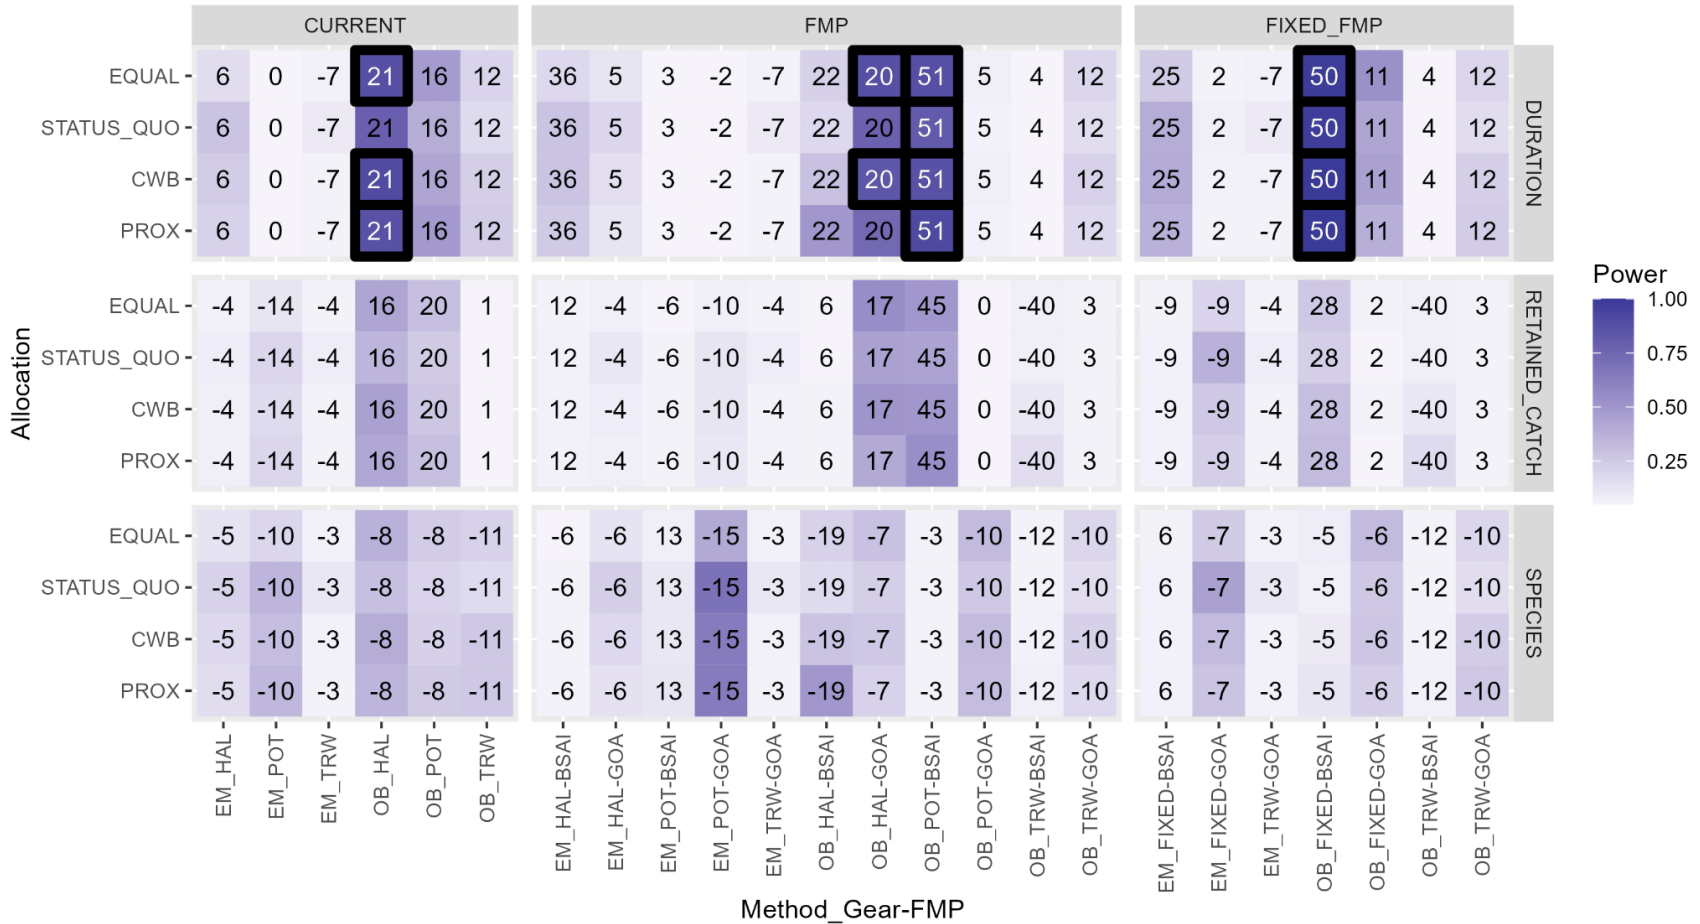 CURRENT FMP FIXED_FMP
EQUAL 6 0 -7 21 16 12 36 5 3 -2 -7 22 20 51 5 4 12 25 2 -7 50 11 4 12
STATUS_QUO 6 0 -7 21 16 12 36 5 3 -2 -7 22 20 51 5 4 12 25 2 -7 50 11 4 12
CWB 6 0 -7 21 16 12 36 5 3 -2 -7 22 20 51 5 4 12 25 2 -7 50 11 4 12
PROX 6 0 -7 21 16 12 36 5 3 -2 -7 22 20 51 5 4 12 25 2 -7 50 11 4 12
DURATION
EQUAL -4 -14 -4 16 20 1 12 -4 -6 -10 -4 6 17 45 0 -40 3 -9 -9 -4 28 2 -40 3
STATUS_QUO -4 -14 -4 16 20 1 12 -4 -6 -10 -4 6 17 45 0 -40 3 -9 -9 -4 28 2 -40 3
CWB -4 -14 -4 16 20 1 12 -4 -6 -10 -4 6 17 45 0 -40 3 -9 -9 -4 28 2 -40 3
PROX -4 -14 -4 16 20 1 12 -4 -6 -10 -4 6 17 45 0 -40 3 -9 -9 -4 28 2 -40 3
RETAINED_CATCH
EQUAL -5 -10 -3 -8 -8 -11 -6 -6 13 -15 -3 -19 -7 -3 -10 -12 -10 6 -7 -3 -5 -6 -12 -10
STATUS_QUO -5 -10 -3 -8 -8 -11 -6 -6 13 -15 -3 -19 -7 -3 -10 -12 -10 6 -7 -3 -5 -6 -12 -10
CWB -5 -10 -3 -8 -8 -11 -6 -6 13 -15 -3 -19 -7 -3 -10 -12 -10 6 -7 -3 -5 -6 -12 -10
PROX -5 -10 -3 -8 -8 -11 -6 -6 13 -15 -3 -19 -7 -3 -10 -12 -10 6 -7 -3 -5 -6 -12 -10
SPECIES
Allocation
EM_HAL
EM_POT
EM_TRW
OB_HAL
OB_POT
OB_TRW
EM_HAL-BSAI
EM_HAL-GOA
EM_POT-BSAI
EM_POT-GOA
EM_TRW-GOA
OB_HAL-BSAI
OB_HAL-GOA
OB_POT-BSAI
OB_POT-GOA
OB_TRW-BSAI
OB_TRW-GOA
EM_FIXED-BSAI
EM_FIXED-GOA
EM_TRW-GOA
OB_FIXED-BSAI
OB_FIXED-GOA
OB_TRW-BSAI
OB_TRW-GOA
Method_Gear-FMP
Power
1.00
0.75
0.50
0.25